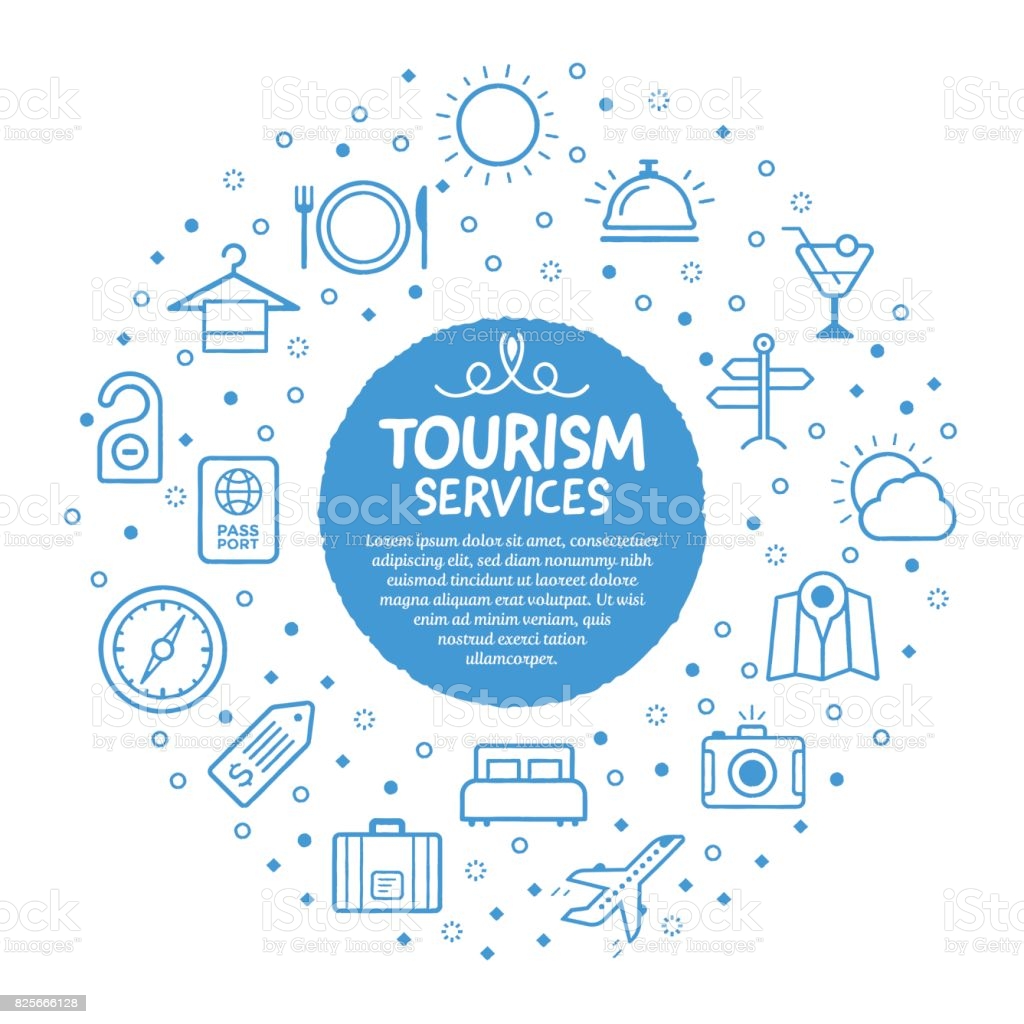 TOURISM
SERVICES
Lorem ipsum dolor sit amet, consectetuer
adipiscing elit, sed diam nonummy nibh
euismod tincidunt ut laoreet dolore
magna aliquam erat volutpat. Ut wisi
enim ad minim veniam, quis
nostrud exerci tation
ullamcorper.
PASS
PORT
$
iStock
by Getty Images™
825666128